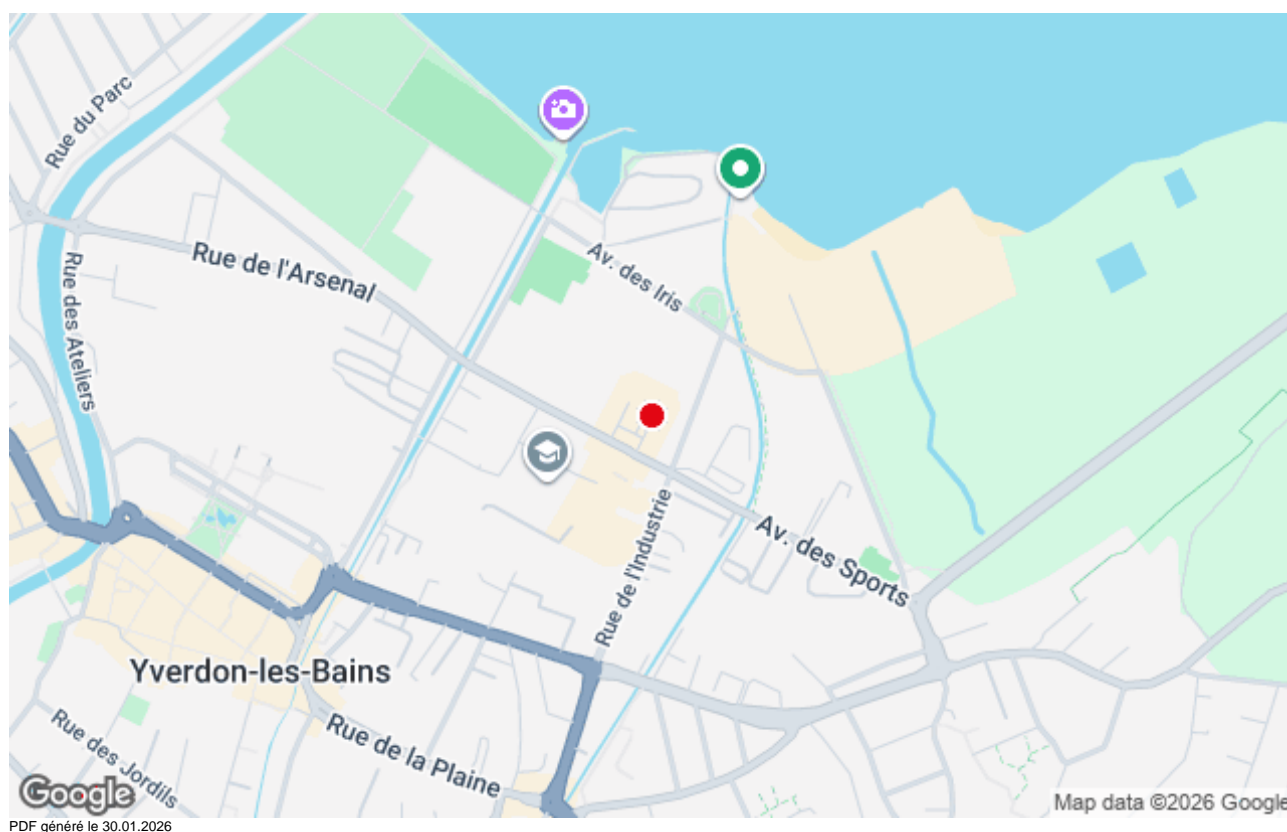 Rue du Parc
Rue de l'Arsenal
Av. des Iris
Rue des Ateliers
Rue de l'Industrie
Av. des Sports
Yverdon-les-Bains
Rue de la Plaine
Rue des Jordils
Google
Map data ©2026 Google
PDF généré le 30.01.2026